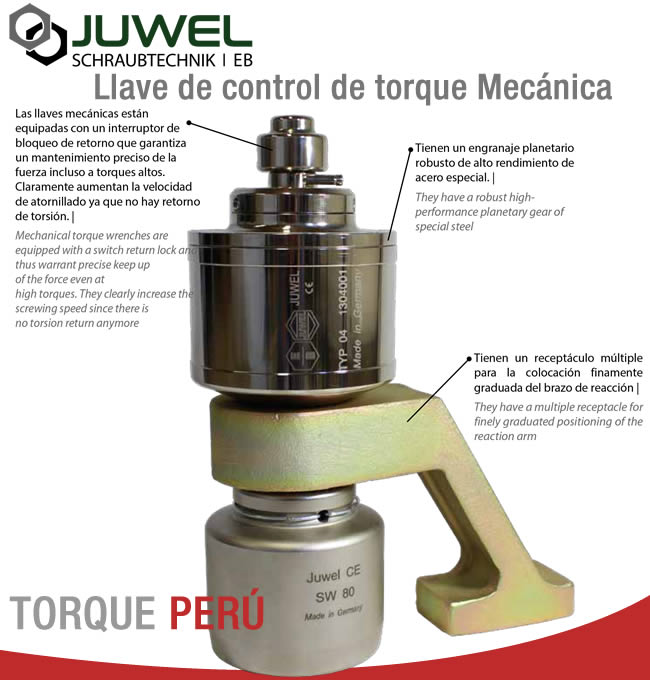 JUWEL
SCHRAUBTECHNIK | EB
Llave de control de torque Mecánica
Las llaves mecánicas están
equipadas con un interruptor de
bloqueo de retorno que garantiza
un mantenimiento preciso de la
fuerza incluso a torques altos.
Claramente aumentan la velocidad
de atornillado ya que no hay retorno
de torsión. |
Mechanical torque wrenches are
equipped with a switch return lock and
thus warrant precise keep up
of the force even at
high torques. They clearly increase the
screwing speed since there is
no torsion return anymore
Tienen un engranaje planetario
robusto de alto rendimiento de
acero especial. |
They have a robust high-
performance planetary gear of
special steel
JUWEL
JUWEL CE
TYP 04 1304001
Made in Germany
Tienen un receptáculo múltiple
para la colocación finamente
graduada del brazo de reacción |
They have a multiple receptacle for
finely graduated positioning of the
reaction arm
Juwel CE
SW 80
Made in Germany
TORQUE PERÚ